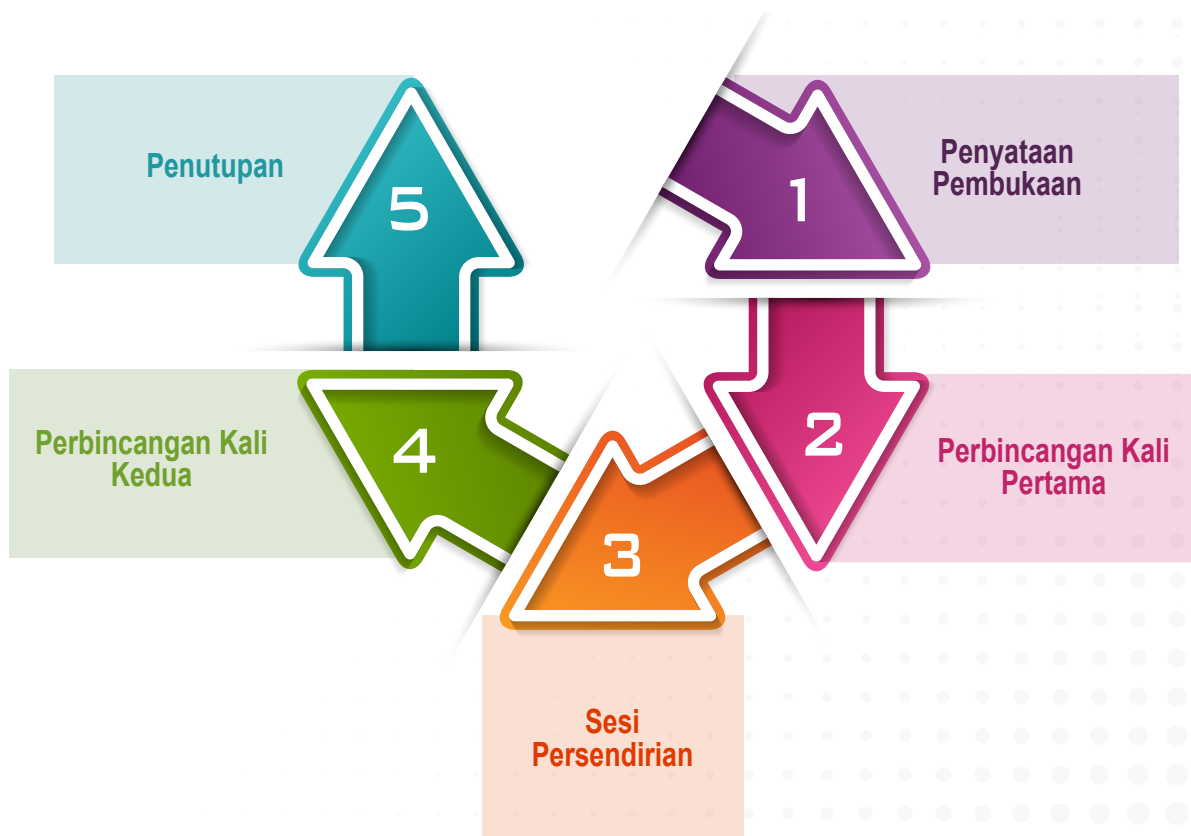 1
Penyataan
Pembukaan
2
Perbincangan Kali
Pertama
3
Sesi
Persendirian
4
Perbincangan Kali
Kedua
5
Penutupan